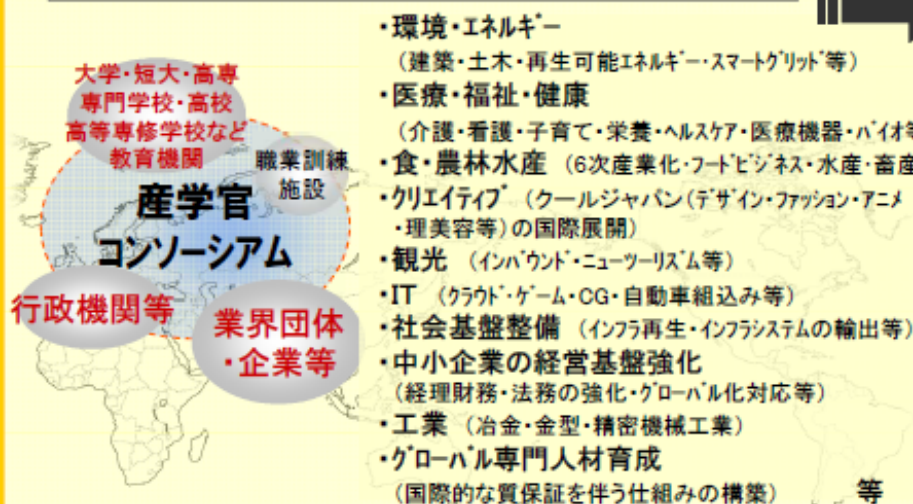 大学・短大・高専
専門学校・高校
高等専修学校など
教育機関
職業訓練
施設
産学官
コンソーシアム
行政機関等
業界団体
・企業等
・環境・エネルギー
（建築・土木・再生可能エネルギー・スマートグリッド等）
・医療・福祉・健康
（介護・看護・子育て・栄養・ヘルスケア・医療機器・バイオ等
・食・農林水産 （6次産業化・フードビジネス・水産・畜産
・クリエイティブ （クールジャパン（デザイン・ファッション・アニメ
・理美容等）の国際展開）
・観光 （インバウンド・ニューツーリズム等）
・IT （クラウド・ゲーム・CG・自動車組込み等）
・社会基盤整備 （インフラ再生・インフラシステムの輸出等）
・中小企業の経営基盤強化
（経理財務・法務の強化・グローバル化対応等）
・工業 （冶金・金型・精密機械工業）
・グローバル専門人材育成
（国際的な質保証を伴う仕組みの構築） 等